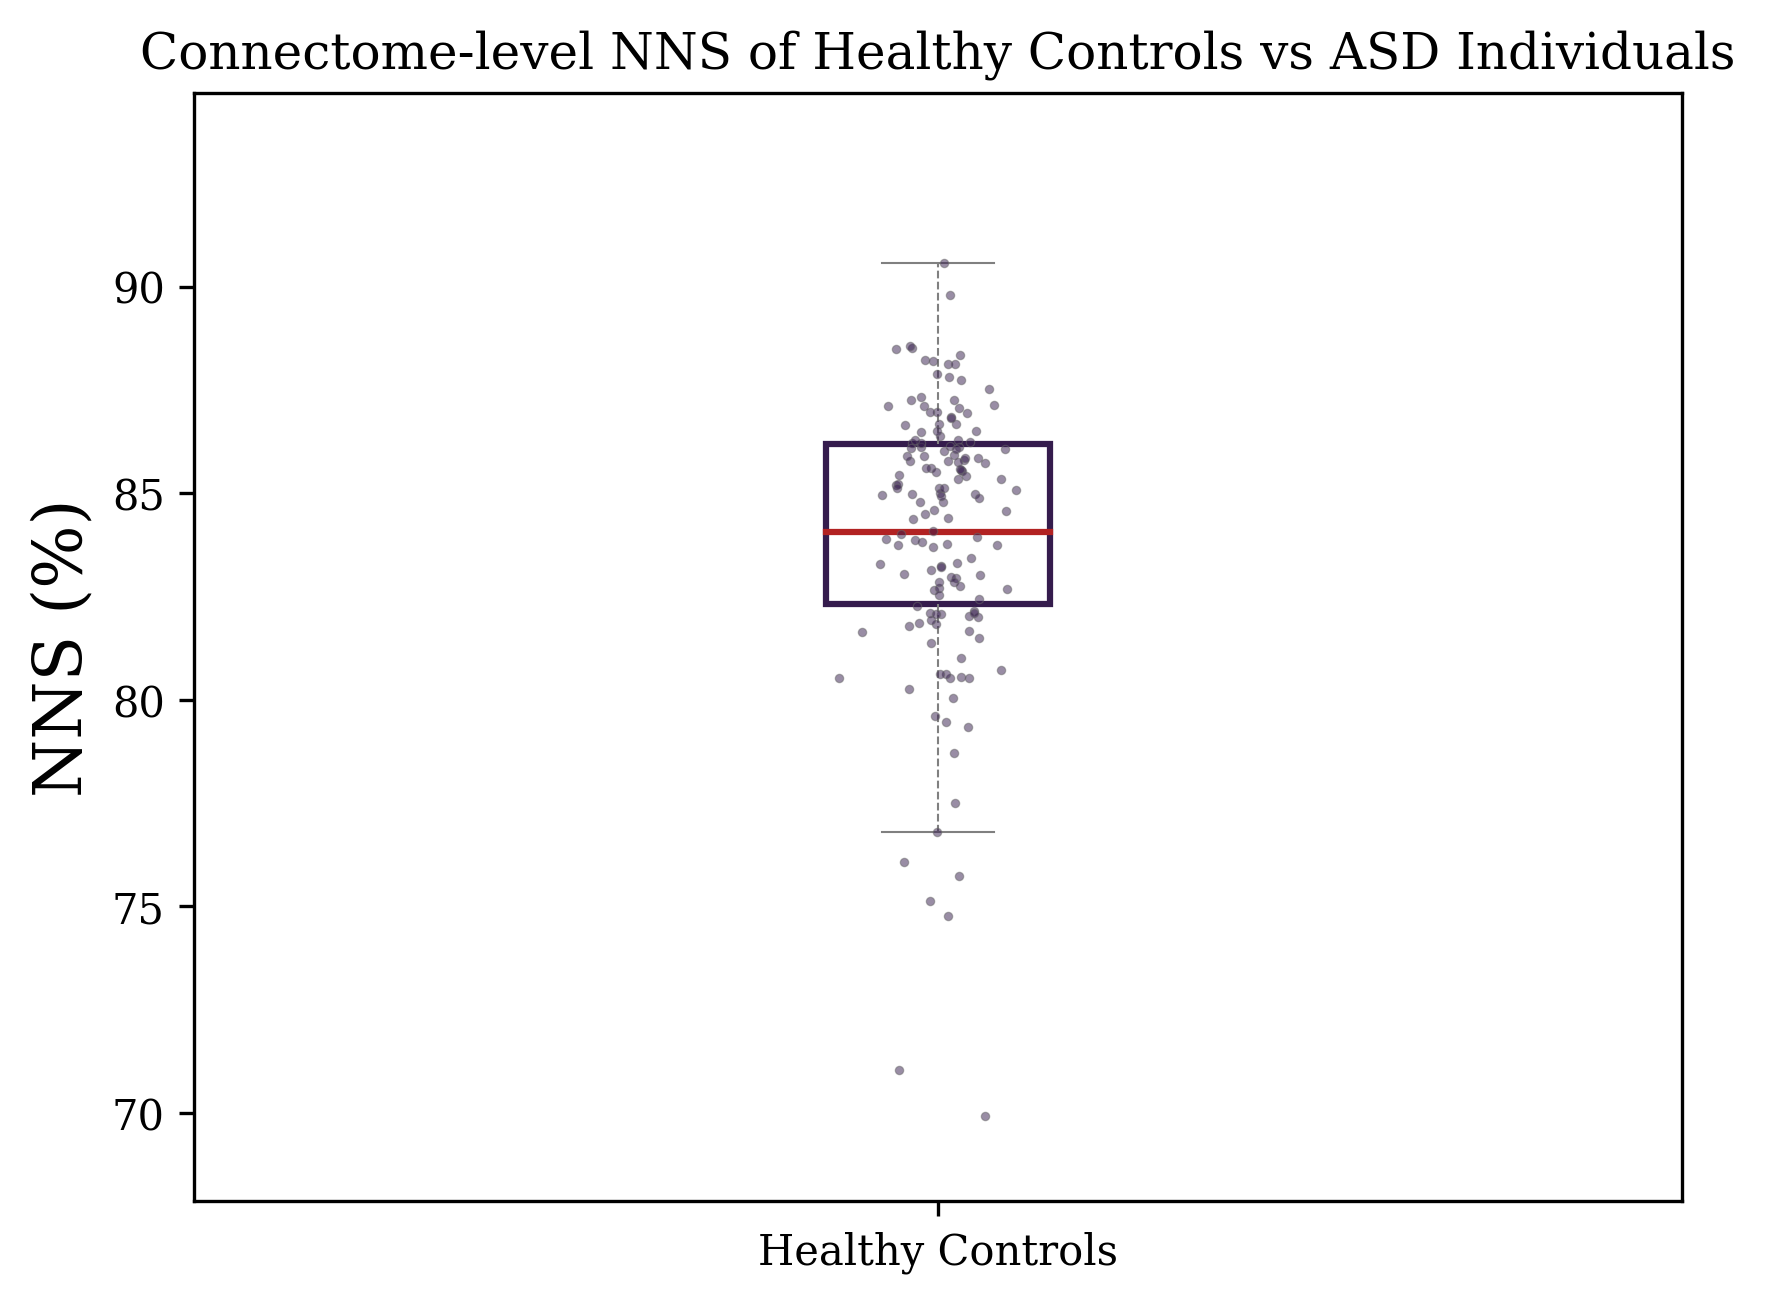 Connectome-level NNS of Healthy Controls vs ASD Individuals
NNS (%)
90
85
80
75
70
Healthy Controls